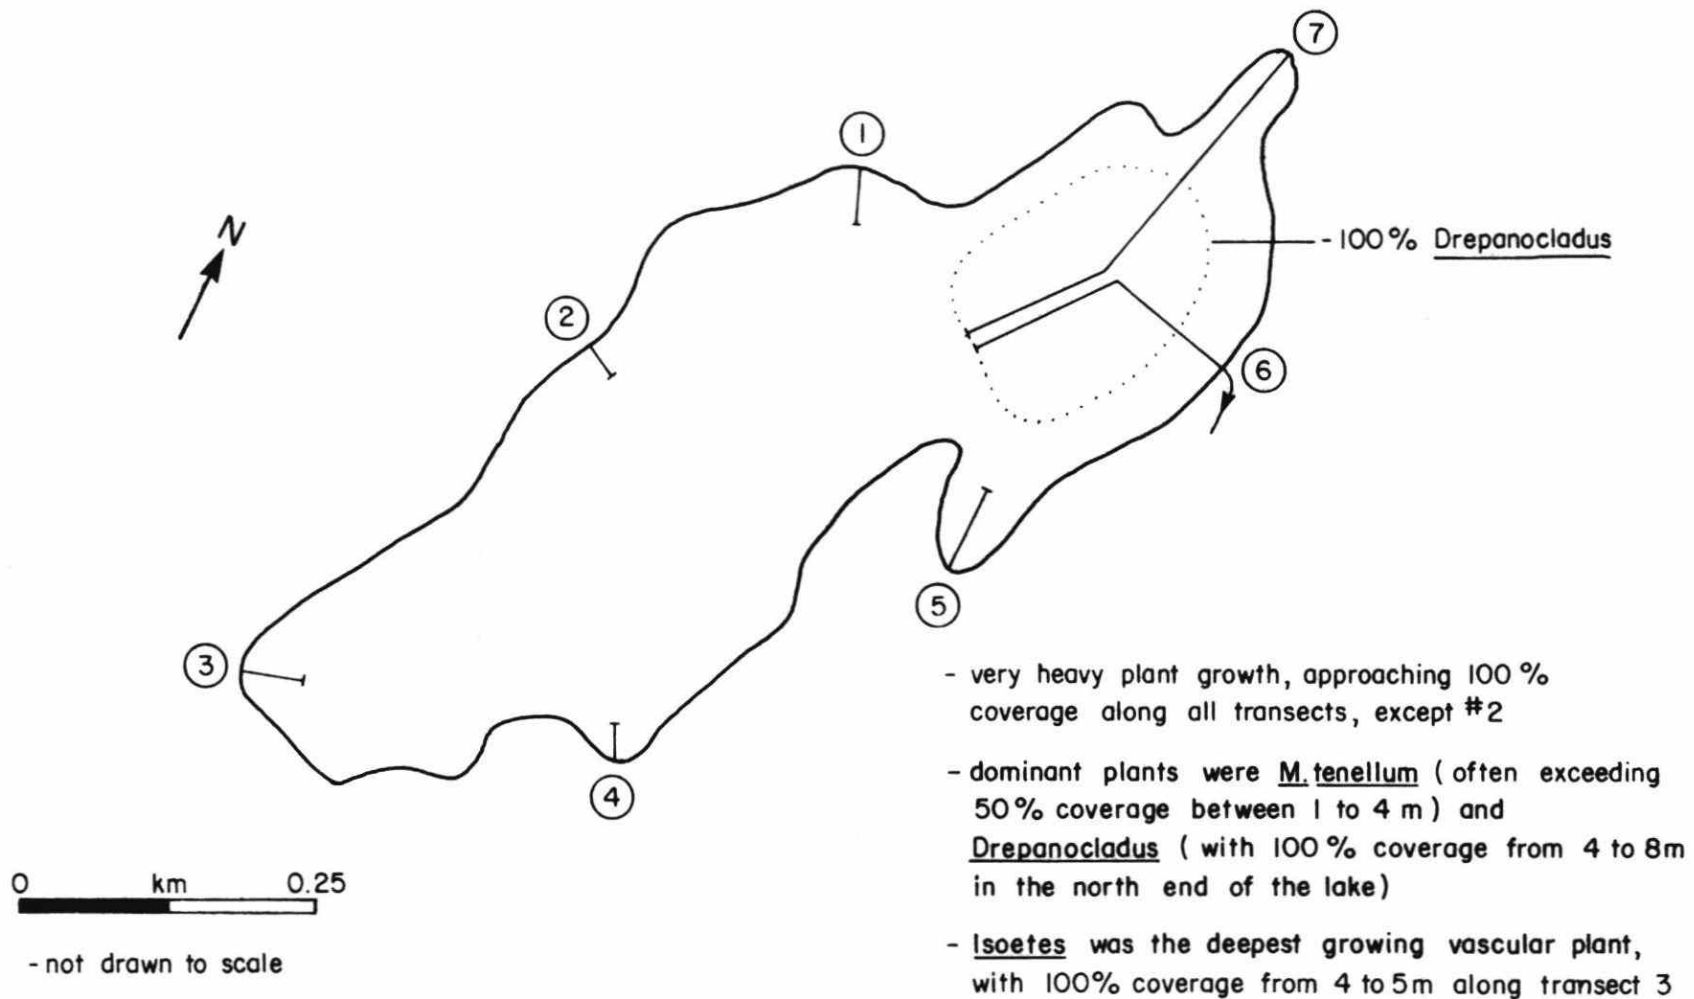 7
1
N
- 100% Drepanocladus
2
6
5
3
4
- very heavy plant growth, approaching 100%
coverage along all transects, except #2
- dominant plants were M. tenellum (often exceeding
50% coverage between 1 to 4 m) and
Drepanocladus (with 100% coverage from 4 to 8m
in the north end of the lake)
- Isoetes was the deepest growing vascular plant,
with 100% coverage from 4 to 5m along transect 3
0 km 0.25
- not drawn to scale